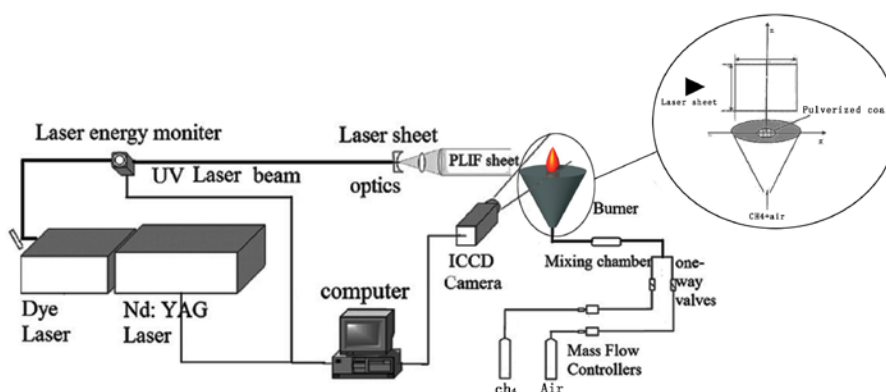 Laser energy moniter
UV Laser beam
Laser sheet
optics
PLIF sheet
Dye
Laser
Nd: YAG
Laser
computer
ICCD
Camera
Burner
Mixing chamber
one-
way
valves
Mass Flow
Controllers
ch4
Air
z
Laser sheet
Pulverized coa
x
CH4+air